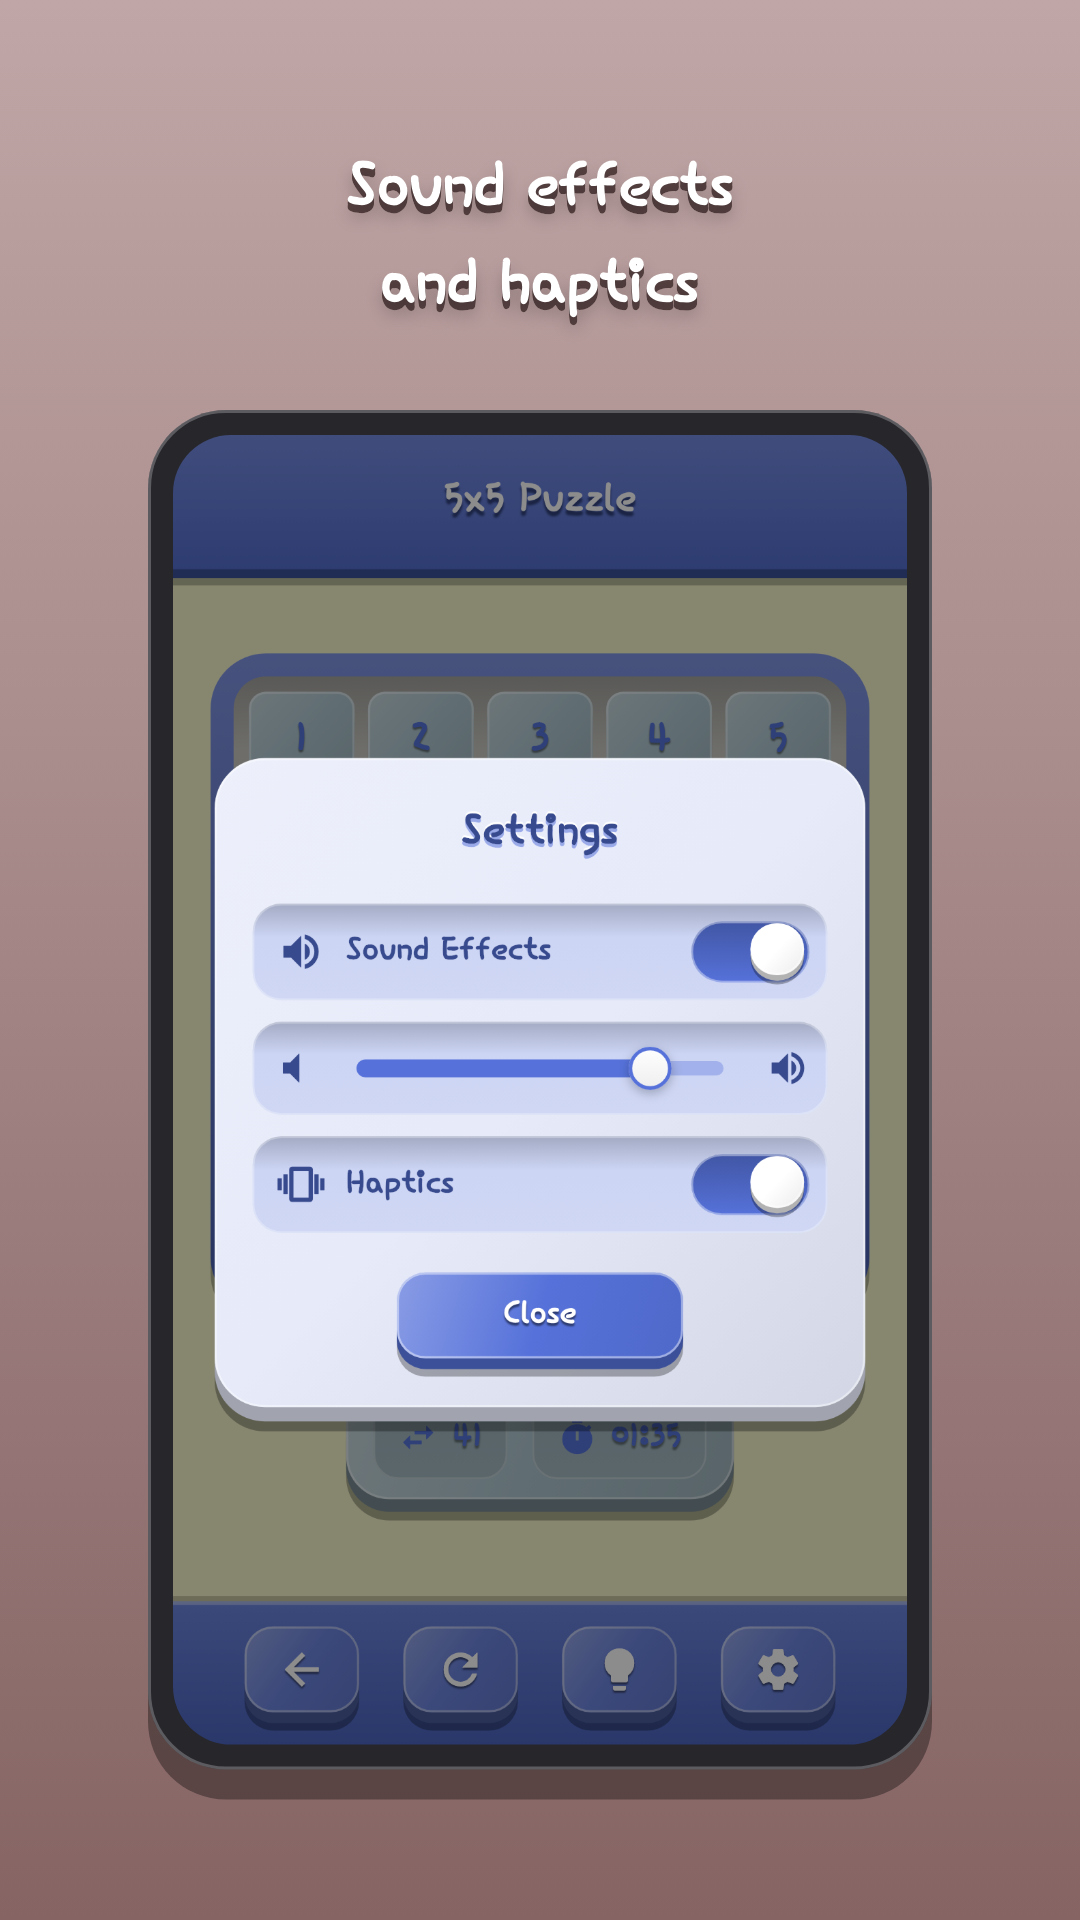 Sound effects
and haptics
5x5 Puzzle
1 2 3 4 5
Settings
Sound Effects
Haptics
Close
41 01:35